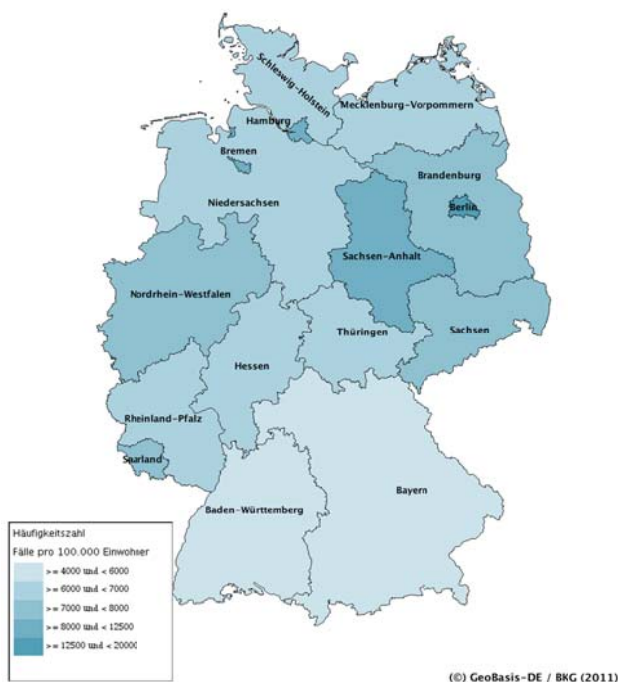 Schleswig-Holstein
Mecklenburg-Vorpommern
Hamburg
Bremen
Brandenburg
Niedersachsen
Berlin
Sachsen-Anhalt
Nordrhein-Westfalen
Thüringen
Sachsen
Hessen
Rheinland-Pfalz
Saarland
Bayern
Baden-Württemberg
Häufigkeitszahl
Fälle pro 100.000 Einwohser
>= 4000 und < 6000
>= 6000 und < 7000
>= 7000 und < 8000
>= 8000 und < 12500
>= 12500 und < 20000
(©) GeoBasis-DE / BKG (2011)